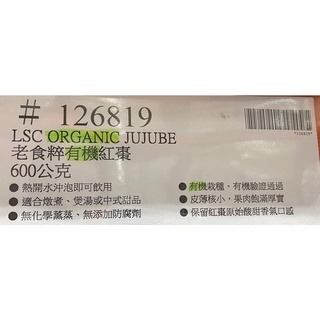 # 126819
LSC ORGANIC JUJUBE
老食粹有機紅棗
600公克
●熱開水沖泡即可飲用
●適合燉煮、煲湯或中式甜品
●無化學薰蒸、無添加防腐劑
●有機栽種、有機驗證通過
●皮薄核小，果肉飽滿厚實
●保留紅棗原始酸甜香氣口感
*126819*